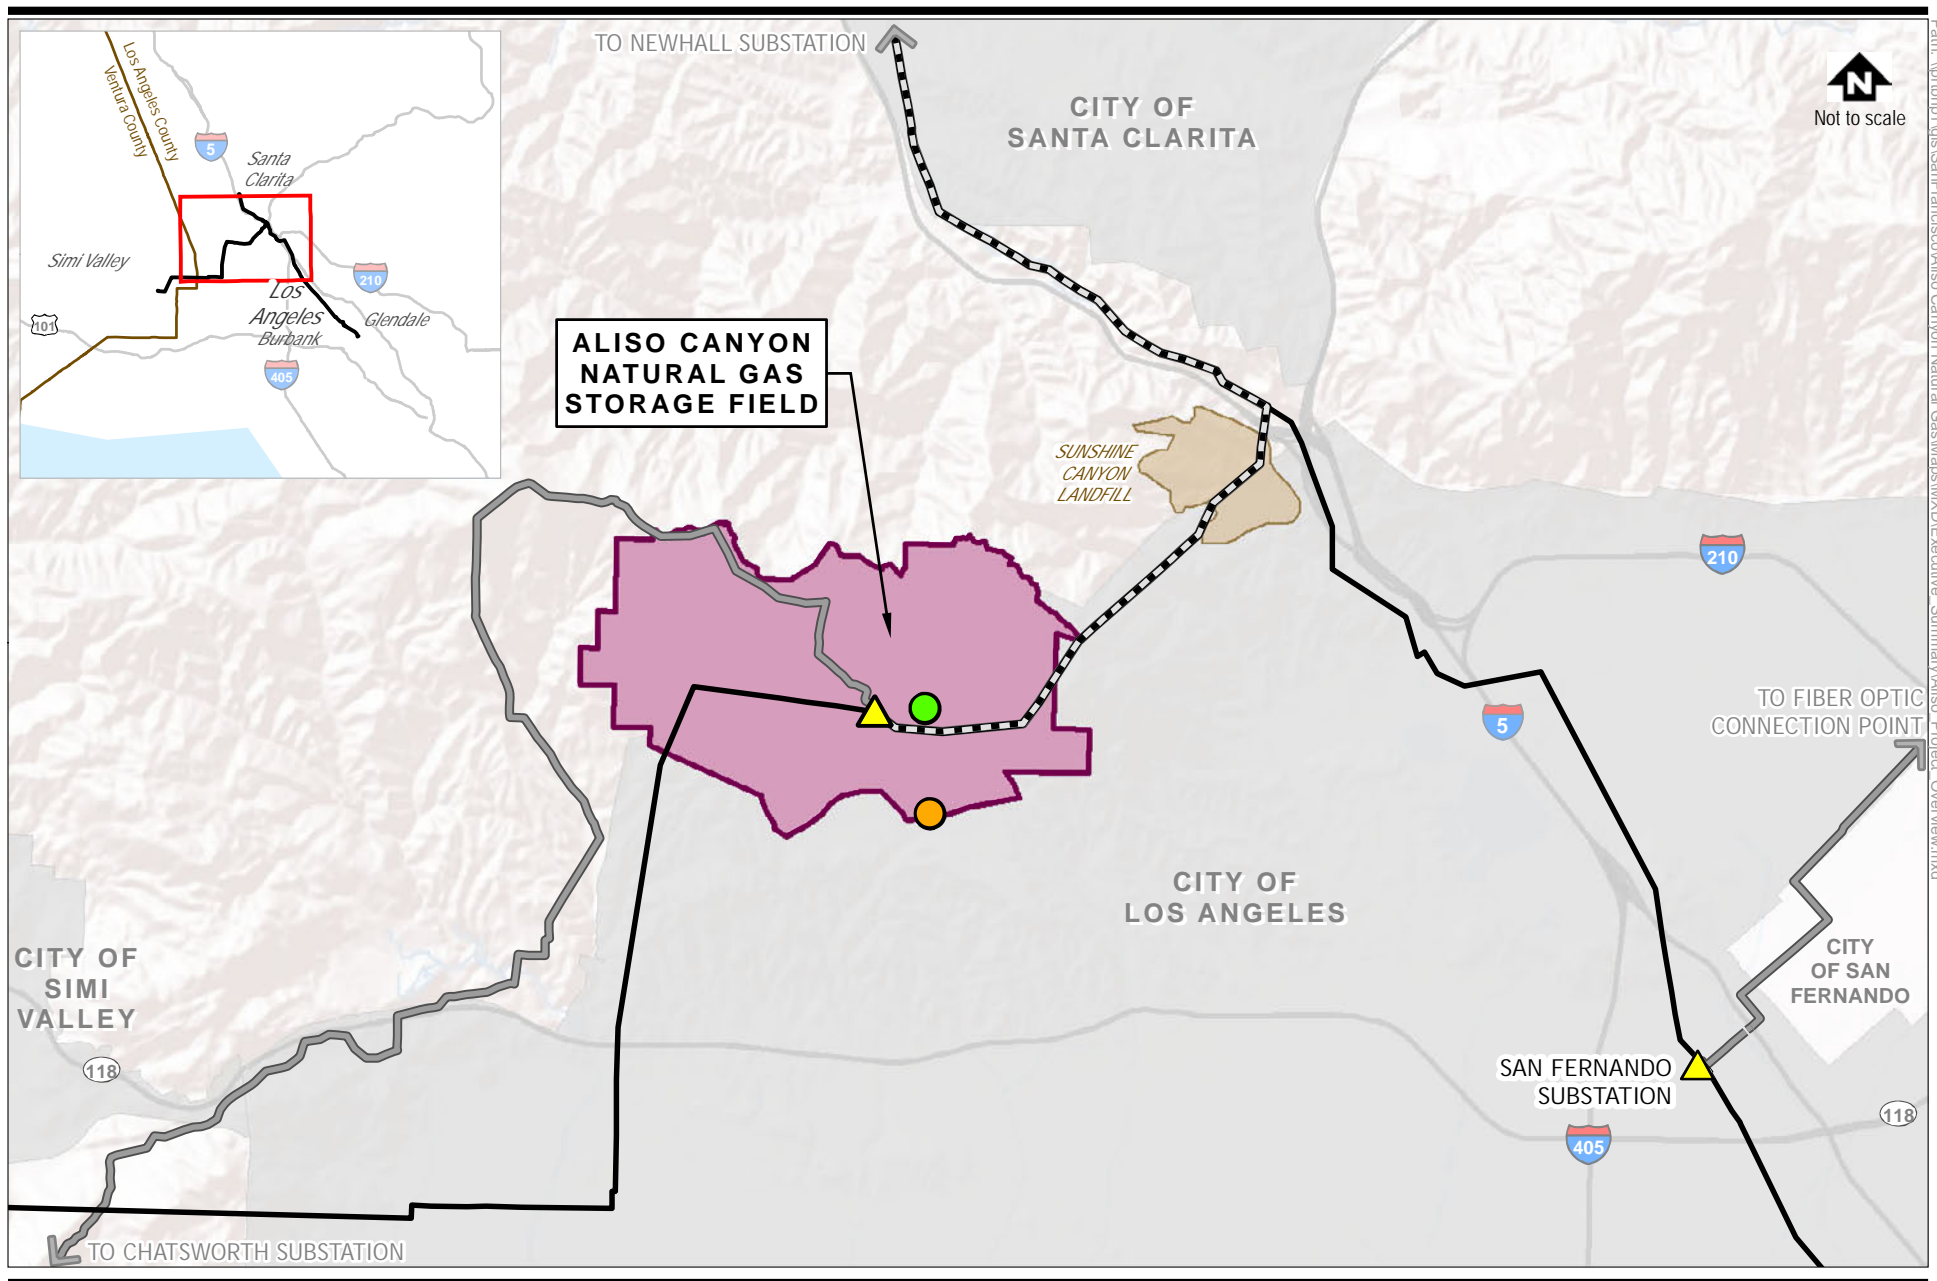 TO NEWHALL SUBSTATION
CITY OF
SANTA CLARITA
N
Not to scale
Los Angeles County
Ventura County
5
Santa
Clarita
Simi Valley
210
Los
Angeles
Glendale
Burbank
101
405
ALISO CANYON
NATURAL GAS
STORAGE FIELD
SUNSHINE
CANYON
LANDFILL
210
TO FIBER OPTIC
CONNECTION POINT
5
CITY OF
LOS ANGELES
CITY OF
SIMI
VALLEY
CITY
OF SAN
FERNANDO
118
SAN FERNANDO
SUBSTATION
118
405
TO CHATSWORTH SUBSTATION